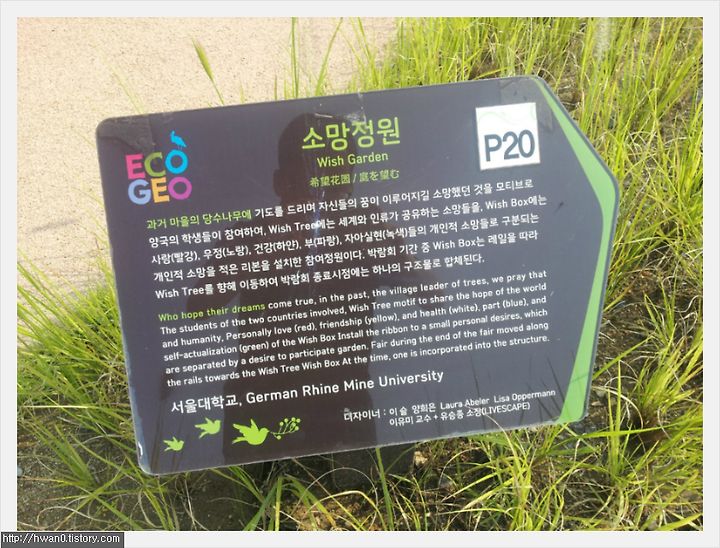 ECO
GEO
소망정원
Wish Garden
希望花園 / 庭を望む
P20
과거 마을의 당수나무에 기도를 드리며 자신들의 꿈이 이루어지길 소망했던 것을 모티브로
양국의 학생들이 참여하여, Wish Tree에는 세계와 인류가 공유하는 소망들을, Wish Box에는
사랑(빨강), 우정(노랑), 건강(하얀), 부(파랑), 자아실현(녹색)등의 개인적 소망들로 구분되는
개인적 소망을 적은 리본을 설치한 참여정원이다. 박람회 기간 중 Wish Box는 레일을 따라
Wish Tree를 향해 이동하여 박람회 종료시점에는 하나의 구조물로 합체된다.
Who hope their dreams come true, in the past, the village leader of trees, we pray that
The students of the two countries involved, Wish Tree motif to share the hope of the world
and humanity, Personally love (red), friendship (yellow), and health (white), part (blue), and
self-actualization (green) of the Wish Box Install the ribbon to a small personal desires, which
are separated by a desire to participate garden. Fair during the end of the fair moved along
the rails towards the Wish Tree Wish Box At the time, one is incorporated into the structure.
서울대학교, German Rhine Mine University
디자이너 : 이슬 양희은 Laura Abeler Lisa Oppermann
이유미 교수 + 유승종 소장(LIVESCAPE)
http://hwan0.tistory.com